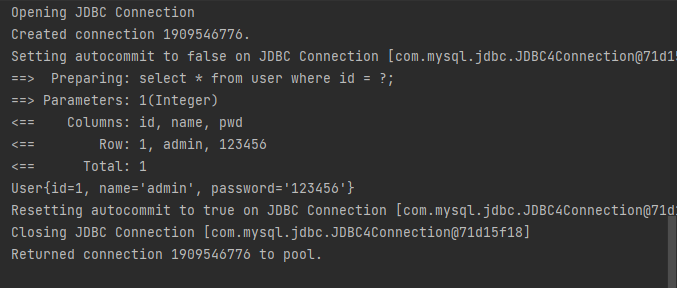 Opening JDBC Connection
Created connection 1909546776.
Setting autocommit to false on JDBC Connection [com.mysql.jdbc.JDBC4Connection@71d15
==>  Preparing: select * from user where id = ?;
==> Parameters: 1(Integer)
<==    Columns: id, name, pwd
<==        Row: 1, admin, 123456
<==      Total: 1
User{id=1, name='admin', password='123456'}
Resetting autocommit to true on JDBC Connection [com.mysql.jdbc.JDBC4Connection@71d1
Closing JDBC Connection [com.mysql.jdbc.JDBC4Connection@71d15f18]
Returned connection 1909546776 to pool.